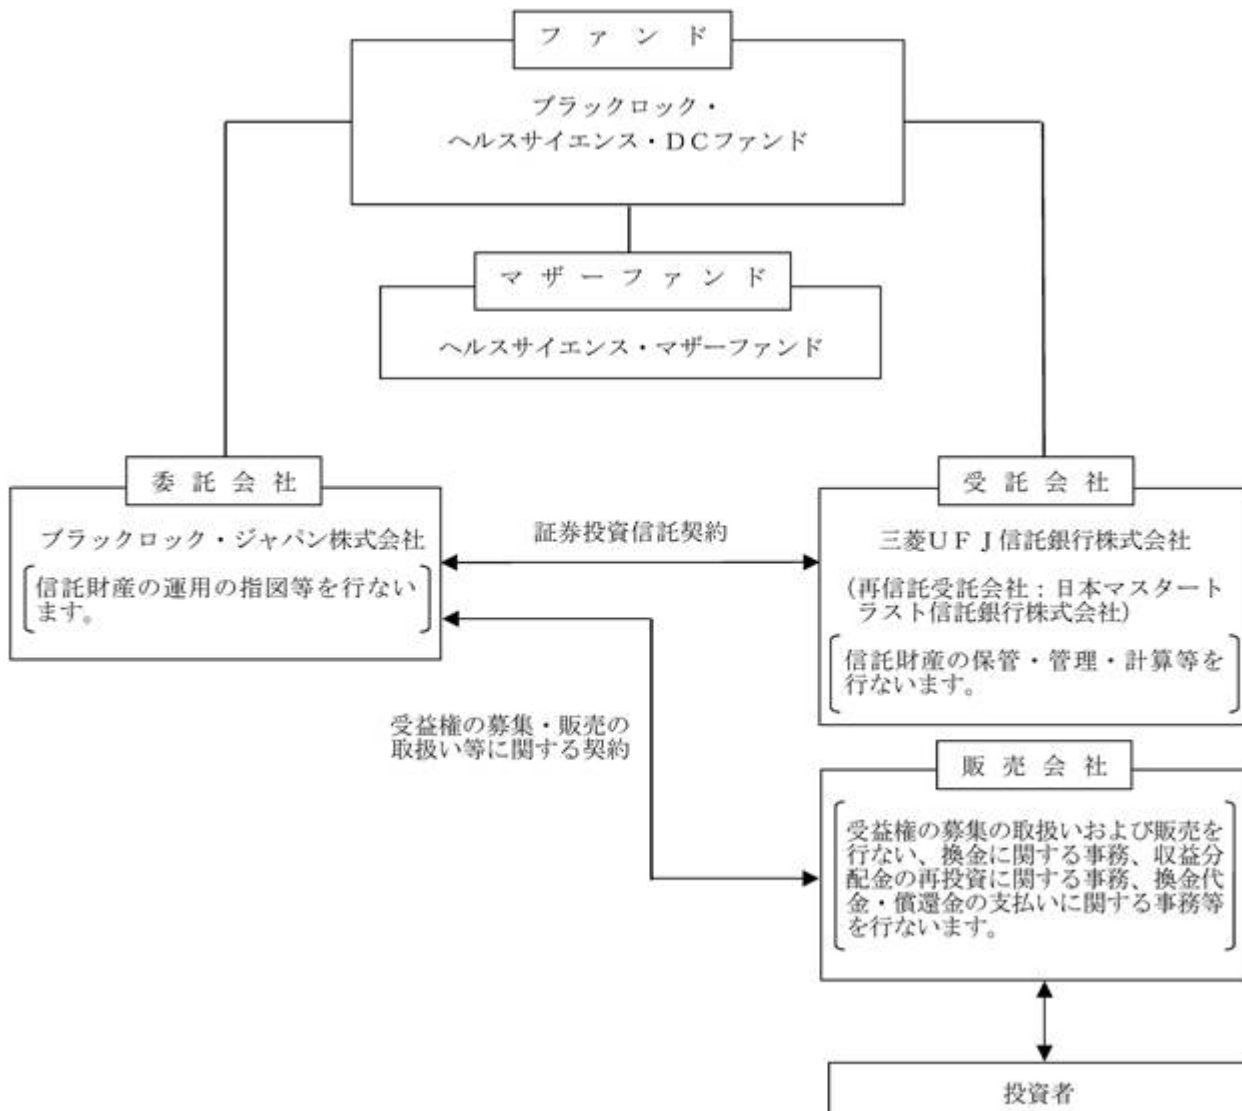 ファンド
ブラックロック・
ヘルスサイエンス・ＤＣファンド
マザーファンド
ヘルスサイエンス・マザーファンド
委託会社
ブラックロック・ジャパン株式会社
信託財産の運用の指図等を行ない
ます。
証券投資信託契約
受託会社
三菱ＵＦＪ信託銀行株式会社
（再信託受託会社：日本マスタート
ラスト信託銀行株式会社）
信託財産の保管・管理・計算等を
行ないます。
受益権の募集・販売の
取扱い等に関する契約
販売会社
受益権の募集の取扱いおよび販売を
行ない、換金に関する事務、収益分
配金の再投資に関する事務、換金代
金・償還金の支払いに関する事務等
を行ないます。
投資者